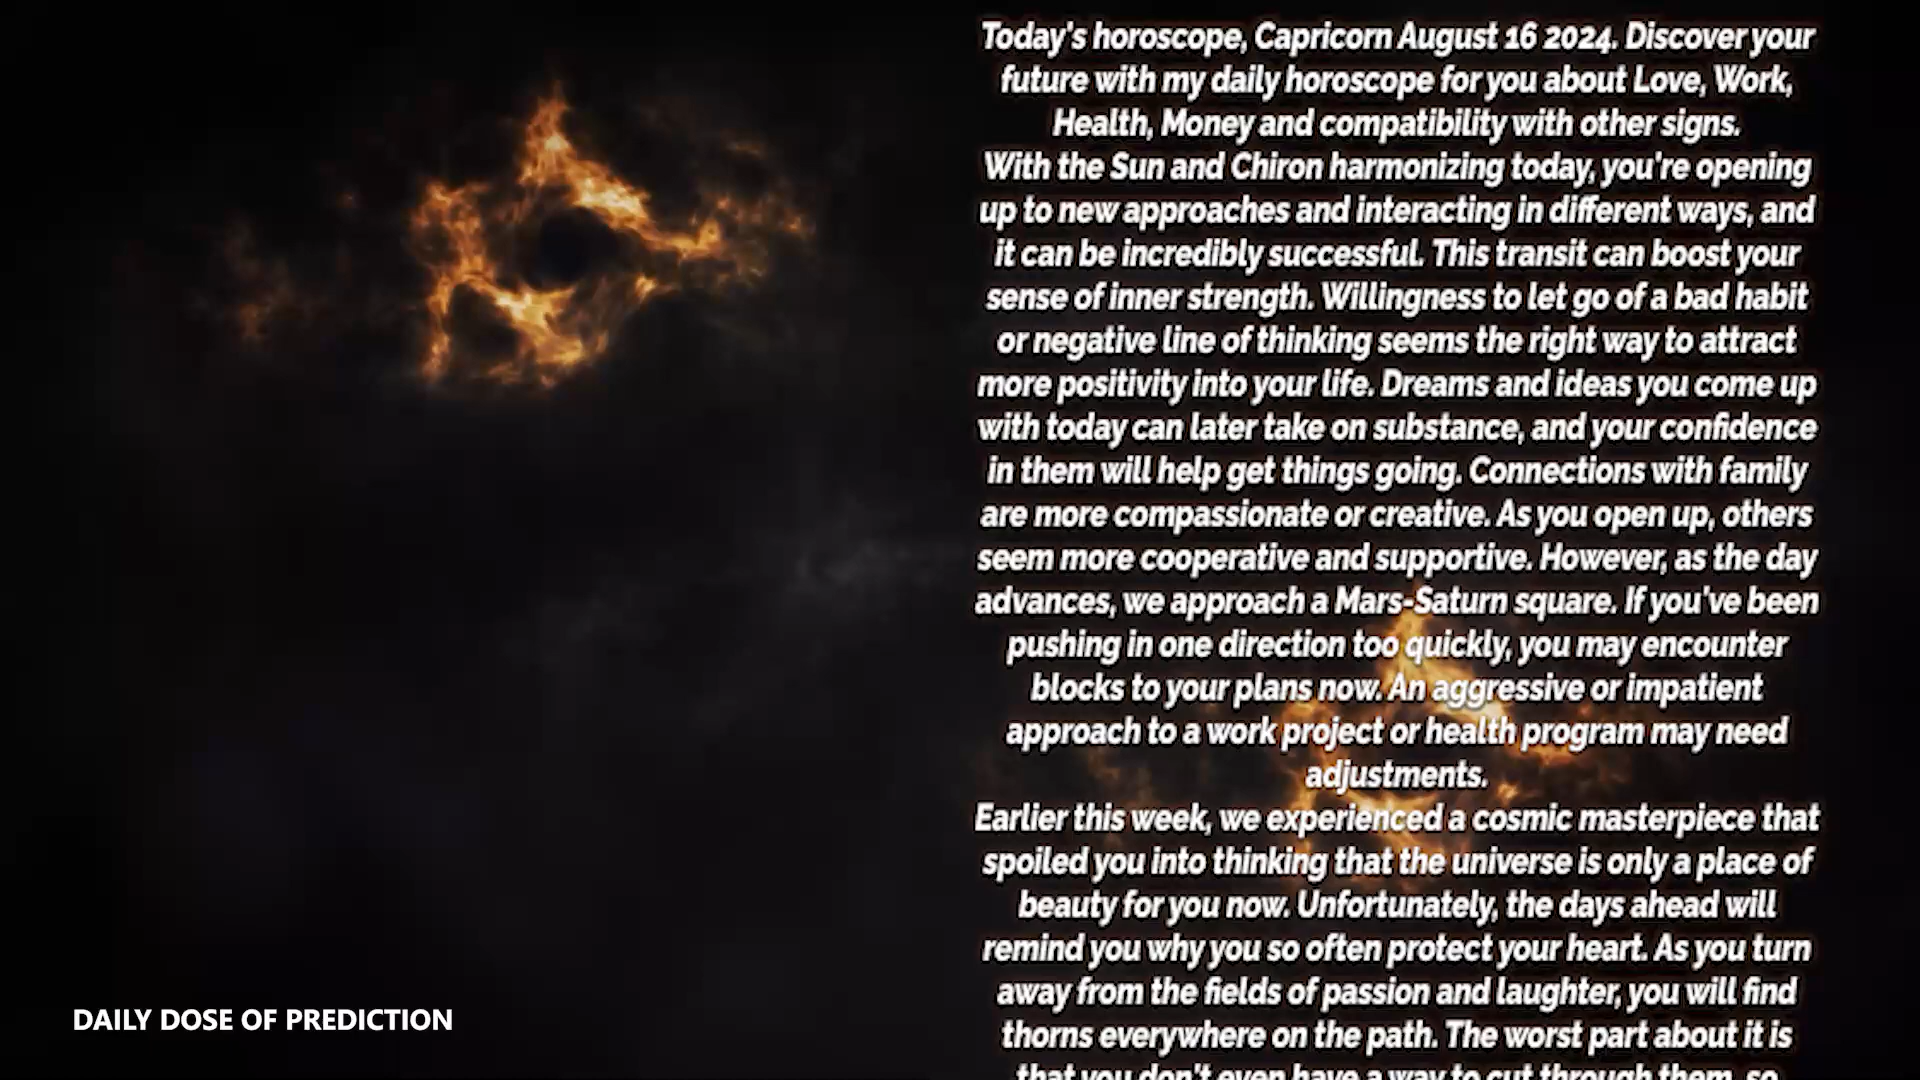 Today's horoscope, Capricorn August 16 2024. Discover your
future with my daily horoscope for you about Love, Work,
Health, Money and compatibility with other signs.
With the Sun and Chiron harmonizing today, you're opening
up to new approaches and interacting in different ways, and
it can be incredibly successful. This transit can boost your
sense of inner strength. Willingness to let go of a bad habit
or negative line of thinking seems the right way to attract
more positivity into your life. Dreams and ideas you come up
with today can later take on substance, and your confidence
in them will help get things going. Connections with family
are more compassionate or creative. As you open up, others
seem more cooperative and supportive. However, as the day
advances, we approach a Mars-Saturn square. If you've been
pushing in one direction too quickly, you may encounter
blocks to your plans now. An aggressive or impatient
approach to a work project or health program may need
adjustments.
Earlier this week, we experienced a cosmic masterpiece that
spoiled you into thinking that the universe is only a place of
beauty for you now. Unfortunately, the days ahead will
remind you why you so often protect your heart. As you turn
away from the fields of passion and laughter, you will find
thorns everywhere on the path. The worst part about it is
that you don't even have a way to cut through them, so
DAILY DOSE OF PREDICTION